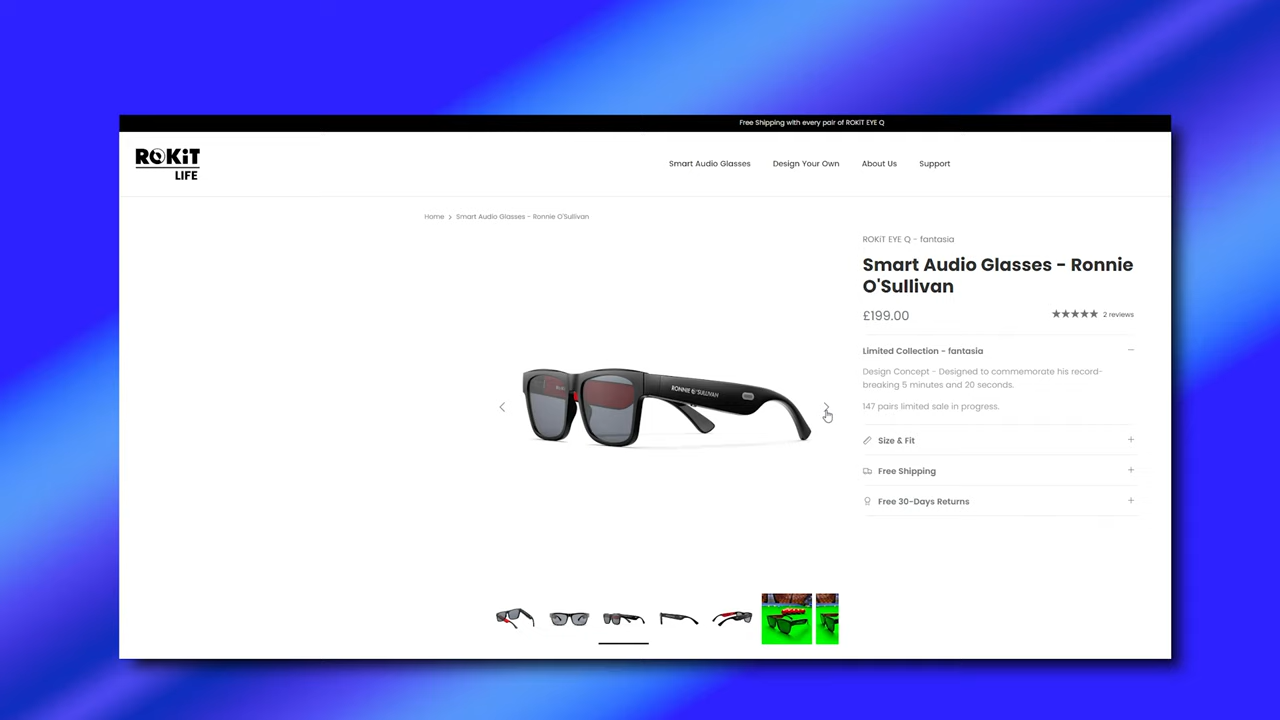 Free Shipping with every pair of ROKiT EYE Q
ROKiT
LIFE
Smart Audio Glasses
Design Your Own
About Us
Support
Home > Smart Audio Glasses - Ronnie O'Sullivan
ROKiT EYE Q - fantasia
Smart Audio Glasses - Ronnie
O'Sullivan
£199.00
2 reviews
Limited Collection - fantasia
Design Concept - Designed to commemorate his record-
breaking 5 minutes and 20 seconds.
147 pairs limited sale in progress.
RONNIE O'SULLIVAN
Size & Fit
Free Shipping
Free 30-Days Returns